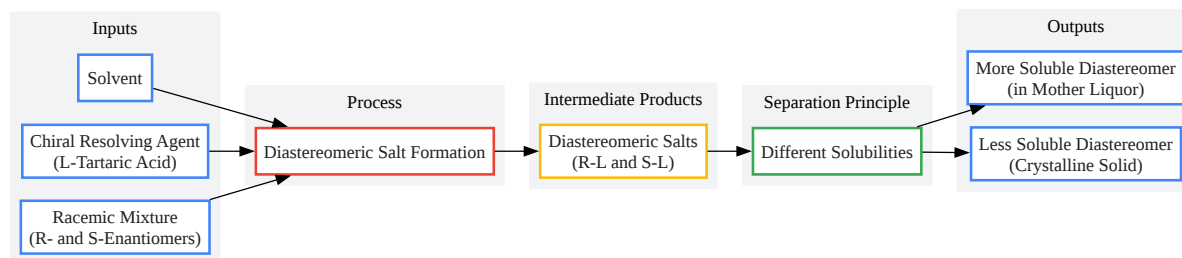 Inputs
Solvent
Chiral Resolving Agent
(L-Tartaric Acid)
Racemic Mixture
(R- and S-Enantiomers)
Process
Diastereomeric Salt Formation
Intermediate Products
Diastereomeric Salts
(R-L and S-L)
Separation Principle
Different Solubilities
Outputs
More Soluble Diastereomer
(in Mother Liquor)
Less Soluble Diastereomer
(Crystalline Solid)